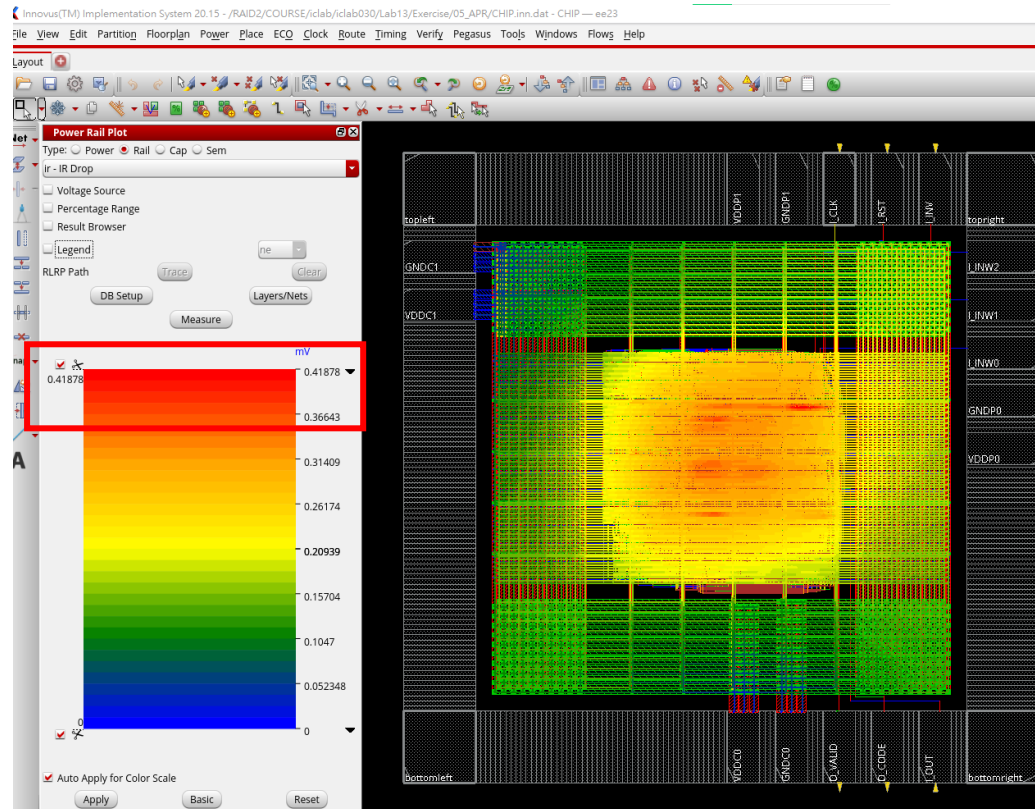 Innovus(TM) Implementation System 20.15 - /RAID2/COURSE/iclab/iclab030/Lab13/Exercise/05_APR/CHIP.inn.dat - CHIP — ee23
File View Edit Partition Floorplan Power Place ECO Clock Route Timing Verify Pegasus Tools Windows Flows Help
Layout
Power Rail Plot
Type: Power Rail Cap Sem
ir - IR Drop
Voltage Source
Percentage Range
Result Browser
Legend ne
RLRP Path Trace Clear
DB Setup Layers/Nets
Measure
mV
0.41878 0.41878
0.36643
0.31409
0.26174
0.20939
0.15704
0.1047
0.052348
0 0
Auto Apply for Color Scale
Apply Basic Reset
topleft VDDP1 GNDP1 I_CLK I_RST I_INV topright
GNDC1 I_INW2
VDDC1 I_INW1
I_INW0
GNDP0
VDDP0
bottomleft VDDC0 GNDC0 O_VALID O_CODE bottomright